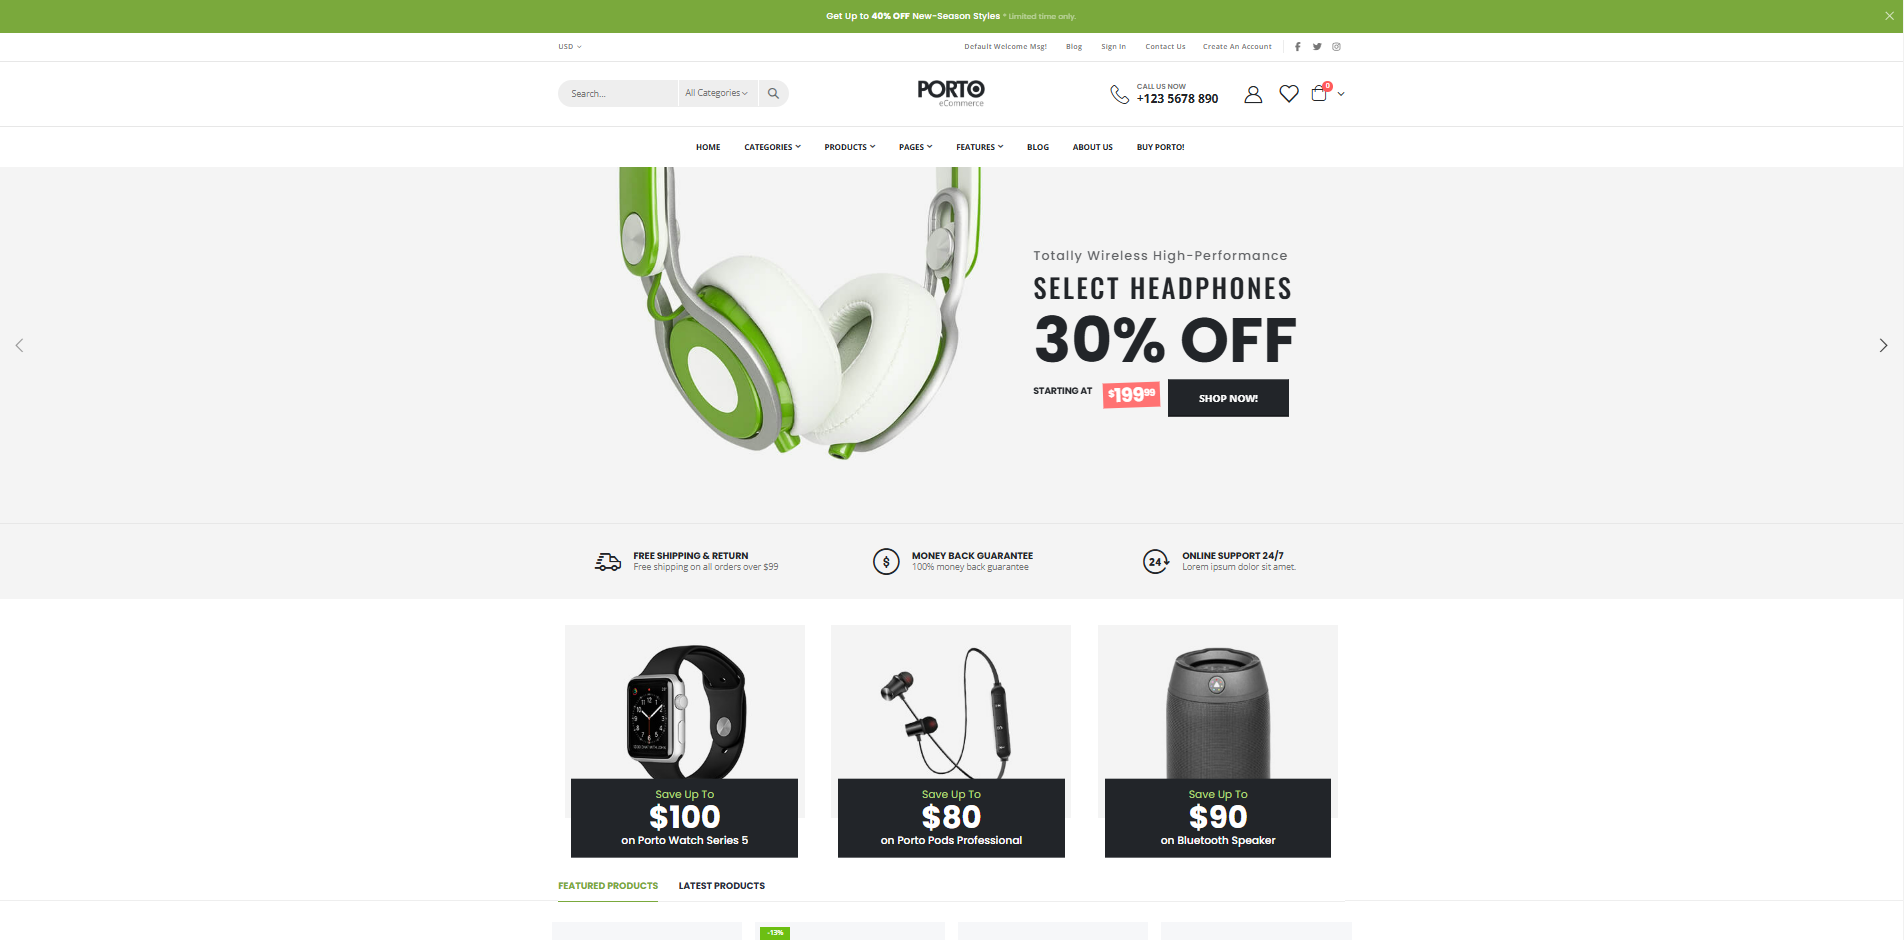 Get Up to 40% OFF New-Season Styles * Limited time only.
USD
Default Welcome Msg! Blog Sign In Contact Us Create An Account
Search...
All Categories
PORTO
eCommerce
CALL US NOW
+123 5678 890
0
HOME CATEGORIES PRODUCTS PAGES FEATURES BLOG ABOUT US BUY PORTO!
Totally Wireless High-Performance
SELECT HEADPHONES
30% OFF
STARTING AT $199.99 SHOP NOW!
FREE SHIPPING & RETURN
Free shipping on all orders over $99
$
MONEY BACK GUARANTEE
100% money back guarantee
24
ONLINE SUPPORT 24/7
Lorem ipsum dolor sit amet.
Save Up To
$100
on Porto Watch Series 5
Save Up To
$80
on Porto Pods Professional
Save Up To
$90
on Bluetooth Speaker
FEATURED PRODUCTS LATEST PRODUCTS
-13%